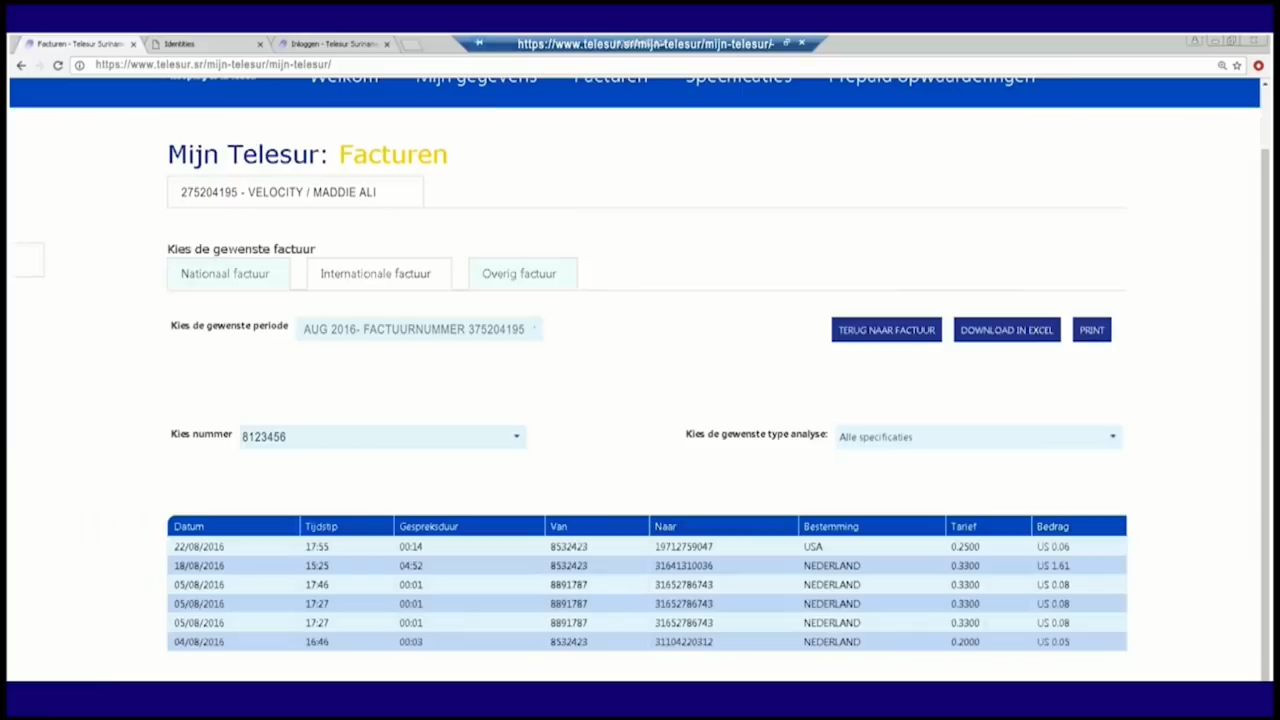 Facturen - Telesur Surinam
Identities
Inloggen - Telesur Surinam
https://www.telesur.sr/mijn-telesur/mijn-telesur/
https://www.telesur.sr/mijn-telesur/mijn-telesur/
Welkom Mijn gegevens Facturen Specificaties Prepaid opwaarderingen
Mijn Telesur: Facturen
275204195 - VELOCITY / MADDIE ALI
Kies de gewenste factuur
Nationaal factuur Internationale factuur Overig factuur
Kies de gewenste periode AUG 2016- FACTUURNUMMER 375204195 TERUG NAAR FACTUUR DOWNLOAD IN EXCEL PRINT
Kies nummer 8123456 Kies de gewenste type analyse: Alle specificaties
Datum Tijdstip Gespreksduur Van Naar Bestemming Tarief Bedrag
22/08/2016 17:55 00:14 8532423 19712759047 USA 0.2500 US 0.06
18/08/2016 15:25 04:52 8532423 31641310036 NEDERLAND 0.3300 US 1.61
05/08/2016 17:46 00:01 8891787 31652786743 NEDERLAND 0.3300 US 0.08
05/08/2016 17:27 00:01 8891787 31652786743 NEDERLAND 0.3300 US 0.08
05/08/2016 17:27 00:01 8891787 31652786743 NEDERLAND 0.3300 US 0.08
04/08/2016 16:46 00:03 8532423 31104220312 NEDERLAND 0.2000 US 0.05